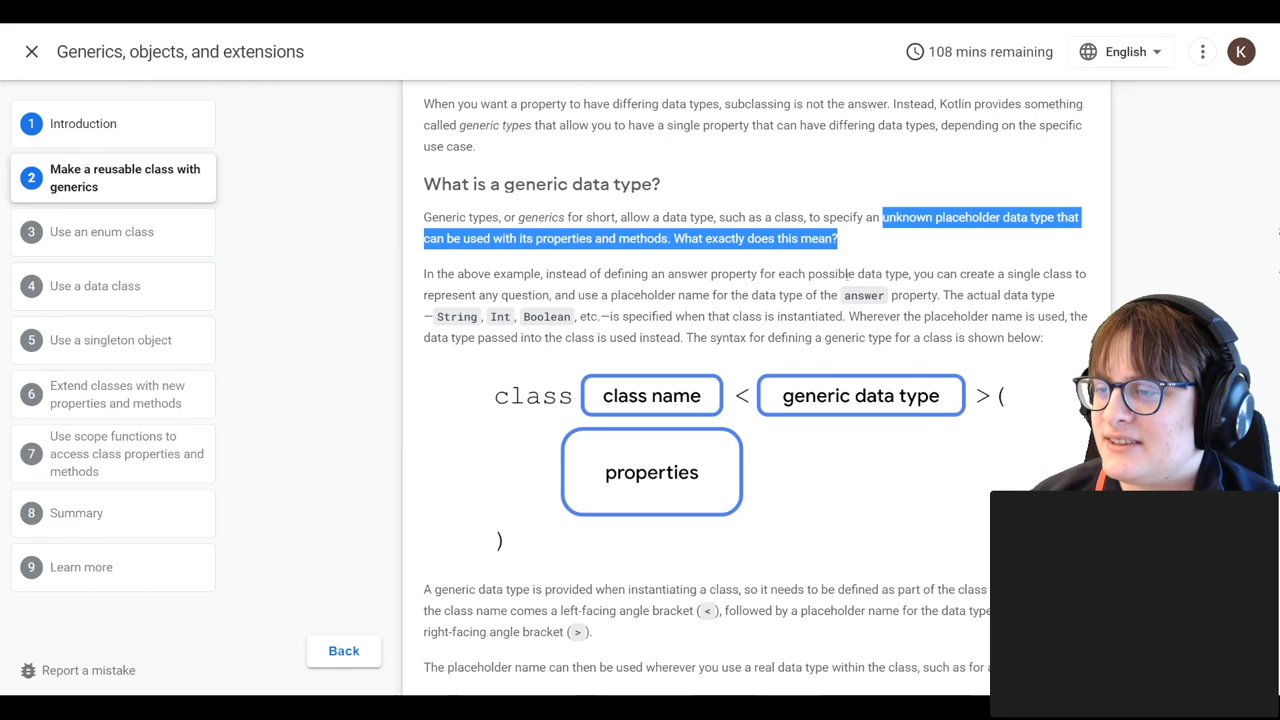 Generics, objects, and extensions
108 mins remaining
English
K
1 Introduction
2 Make a reusable class with
generics
3 Use an enum class
4 Use a data class
5 Use a singleton object
6 Extend classes with new
properties and methods
7 Use scope functions to
access class properties and
methods
8 Summary
9 Learn more
Back
Report a mistake
When you want a property to have differing data types, subclassing is not the answer. Instead, Kotlin provides something
called generic types that allow you to have a single property that can have differing data types, depending on the specific
use case.
What is a generic data type?
Generic types, or generics for short, allow a data type, such as a class, to specify an unknown placeholder data type that
can be used with its properties and methods. What exactly does this mean?
In the above example, instead of defining an answer property for each possible data type, you can create a single class to
represent any question, and use a placeholder name for the data type of the answer property. The actual data type
—String, Int, Boolean, etc.—is specified when that class is instantiated. Wherever the placeholder name is used, the
data type passed into the class is used instead. The syntax for defining a generic type for a class is shown below:
class class name < generic data type > (
properties
)
A generic data type is provided when instantiating a class, so it needs to be defined as part of the class
the class name comes a left-facing angle bracket (<), followed by a placeholder name for the data type
right-facing angle bracket (>).
The placeholder name can then be used wherever you use a real data type within the class, such as for